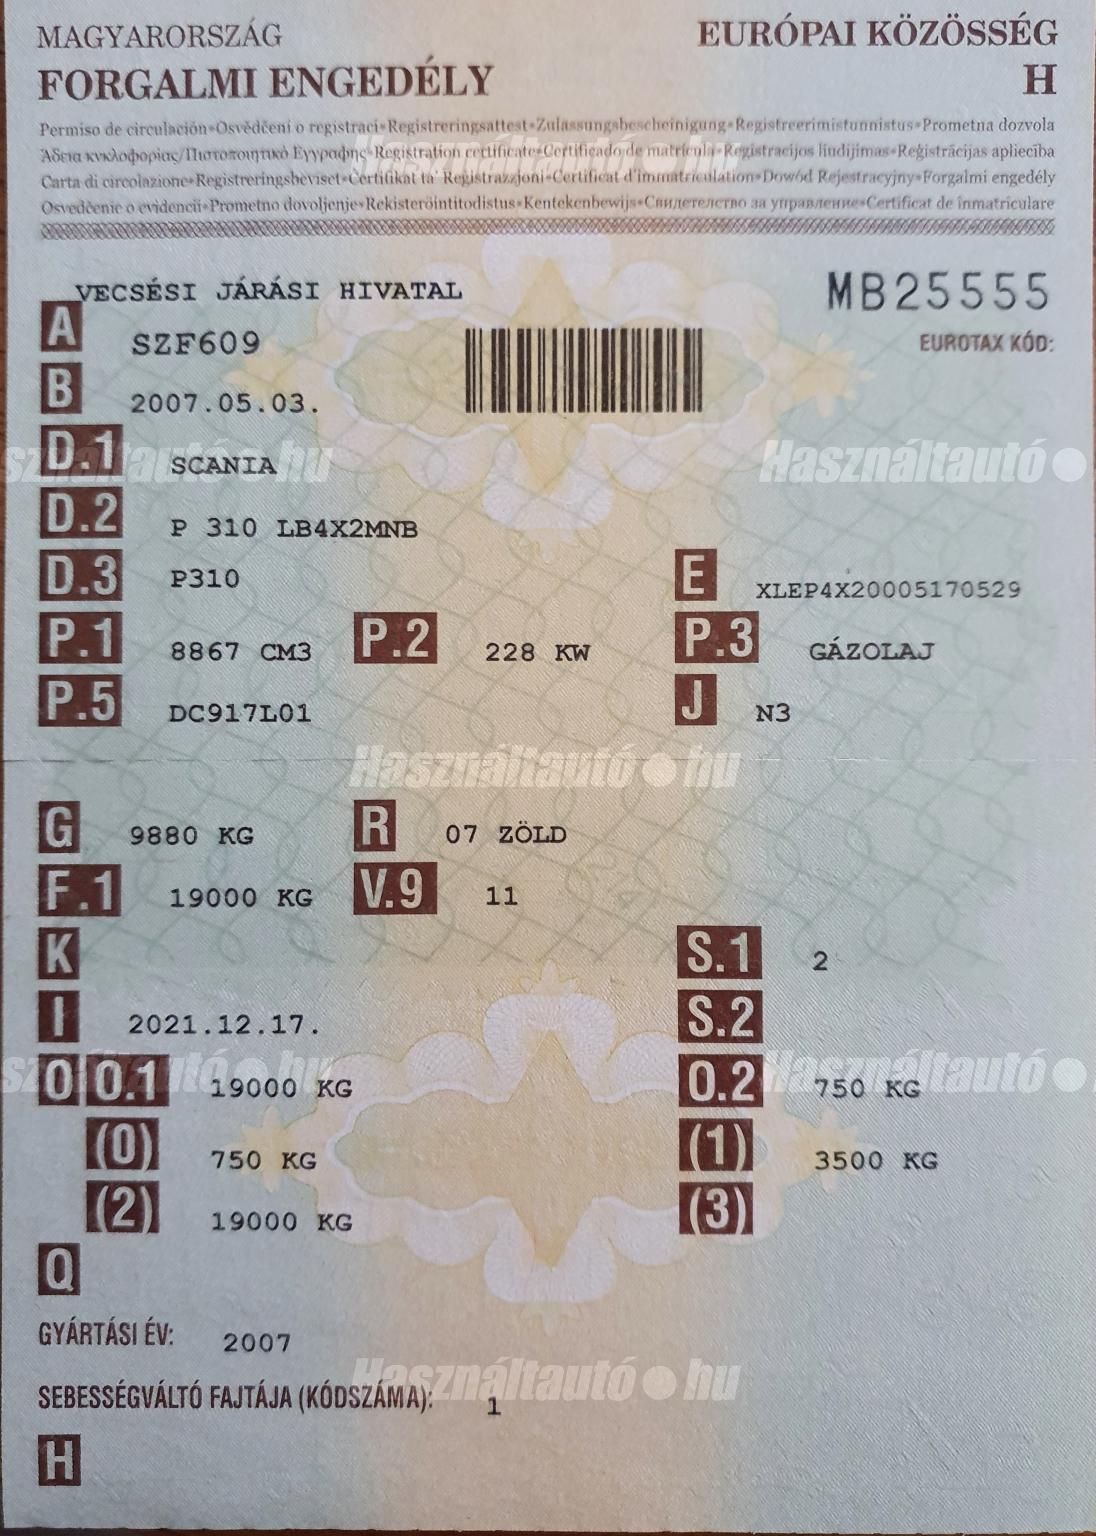 MAGYARORSZÁG
EURÓPAI KÖZÖSSÉG
FORGALMI ENGEDÉLY
H
Permiso de circulación•Osvědčení o registraci•Registreringsattest•Zulassungsbescheinigung•Registreerimistunnistus•Prometna dozvola
Άδεια κυκλοφορίας/Πιστοποιητικό Εγγραφής•Registration certificate•Certificado de matrícula•Registracijos liudijimas•Reģistrācijas apliecība
Carta di circolazione•Registreringsbeviset•Ċertifikat ta' Reġistrazzjoni•Certificat d'immatriculation•Dowód Rejestracyjny•Forgalmi engedély
Osvedčenie o evidencii•Prometno dovoljenje•Rekisteröintitodistus•Kentekenbewijs•Свидетелство за управление•Certificat de înmatriculare
VECSÉSI JÁRÁSI HIVATAL
MB25555
A SZF609
EUROTAX KÓD:
B 2007.05.03.
D.1 SCANIA
D.2 P 310 LB4X2MNB
D.3 P310 E XLEP4X20005170529
P.1 8867 CM3 P.2 228 KW P.3 GÁZOLAJ
P.5 DC917L01 J N3
G 9880 KG R 07 ZÖLD
F.1 19000 KG V.9 11
K S.1 2
I 2021.12.17. S.2
O O.1 19000 KG O.2 750 KG
(0) 750 KG (1) 3500 KG
(2) 19000 KG (3)
Q
GYÁRTÁSI ÉV: 2007
SEBESSÉGVÁLTÓ FAJTÁJA (KÓDSZÁMA): 1
H
Használtautó.hu
Használtautó
Használtautó.hu
Használtautó
Használtautó.hu